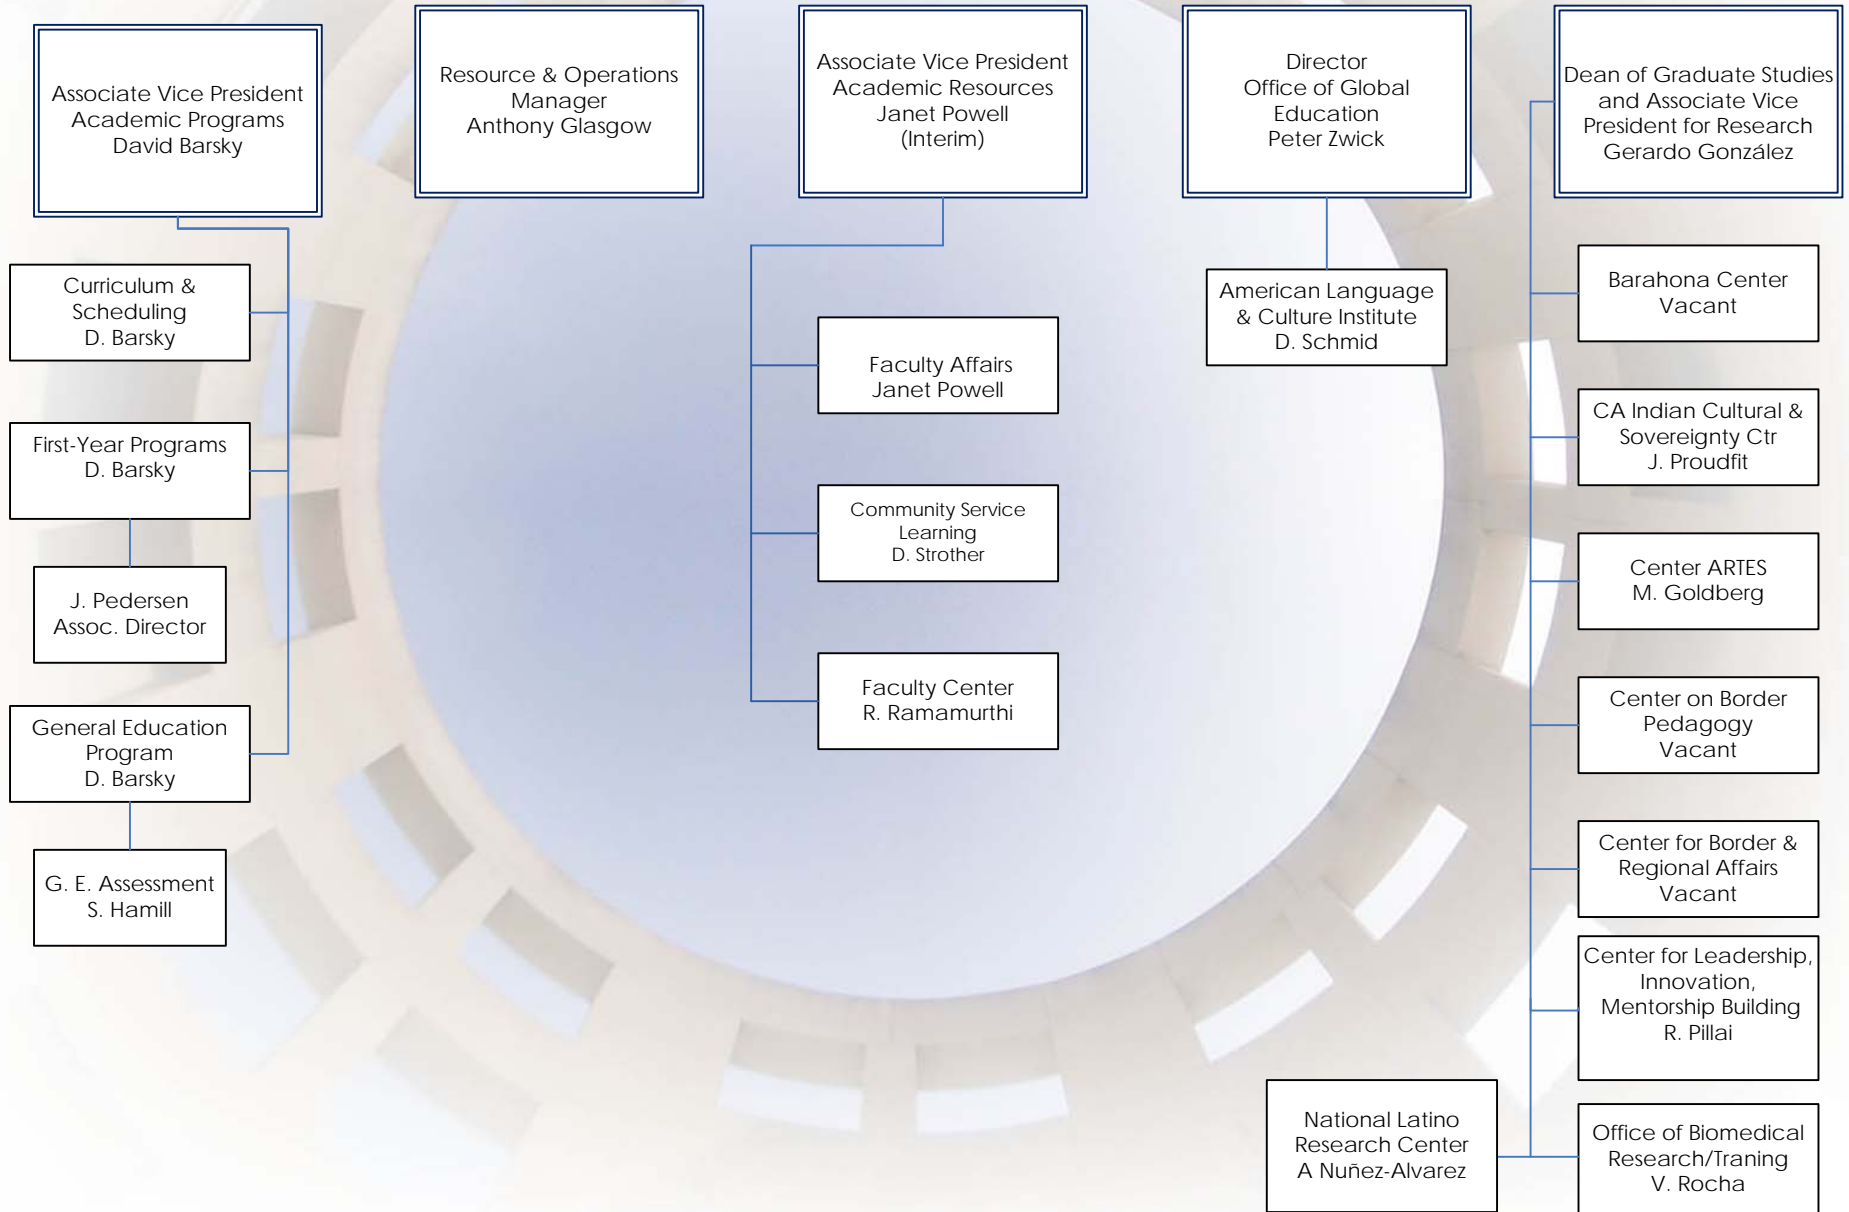 Associate Vice President
Academic Programs
David Barsky
Curriculum &
Scheduling
D. Barsky
First-Year Programs
D. Barsky
J. Pedersen
Assoc. Director
General Education
Program
D. Barsky
G. E. Assessment
S. Hamill
Resource & Operations
Manager
Anthony Glasgow
Associate Vice President
Academic Resources
Janet Powell
(Interim)
Faculty Affairs
Janet Powell
Community Service
Learning
D. Strother
Faculty Center
R. Ramamurthi
Director
Office of Global
Education
Peter Zwick
American Language
& Culture Institute
D. Schmid
Dean of Graduate Studies
and Associate Vice
President for Research
Gerardo González
Barahona Center
Vacant
CA Indian Cultural &
Sovereignty Ctr
J. Proudfit
Center ARTES
M. Goldberg
Center on Border
Pedagogy
Vacant
Center for Border &
Regional Affairs
Vacant
Center for Leadership,
Innovation,
Mentorship Building
R. Pillai
National Latino
Research Center
A Nuñez-Alvarez
Office of Biomedical
Research/Traning
V. Rocha